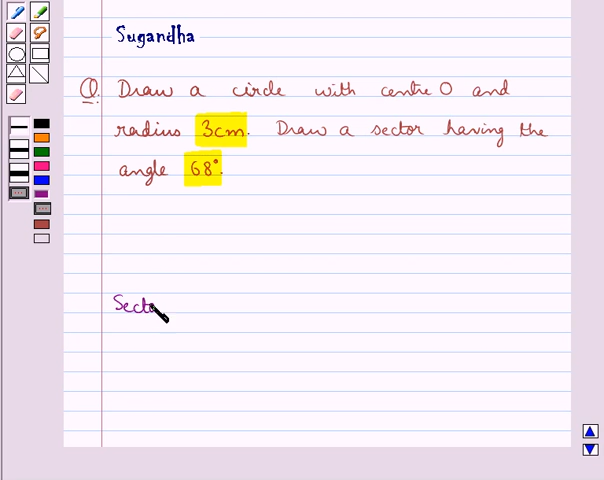 Sugandha
Q. Draw a circle with centre O and
radius 3cm. Draw a sector having the
angle 68°.
Secto